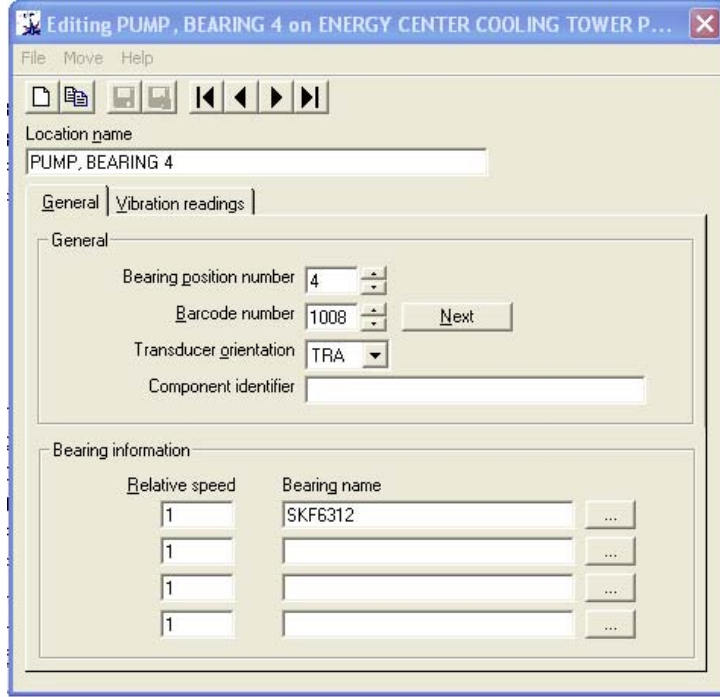 Editing PUMP, BEARING 4 on ENERGY CENTER COOLING TOWER P...
File Move Help
Location name
PUMP, BEARING 4
General Vibration readings
General
Bearing position number 4
Barcode number 1008 Next
Transducer orientation TRA
Component identifier
Bearing information
Relative speed Bearing name
1 SKF6312 ...
1 ...
1 ...
1 ...